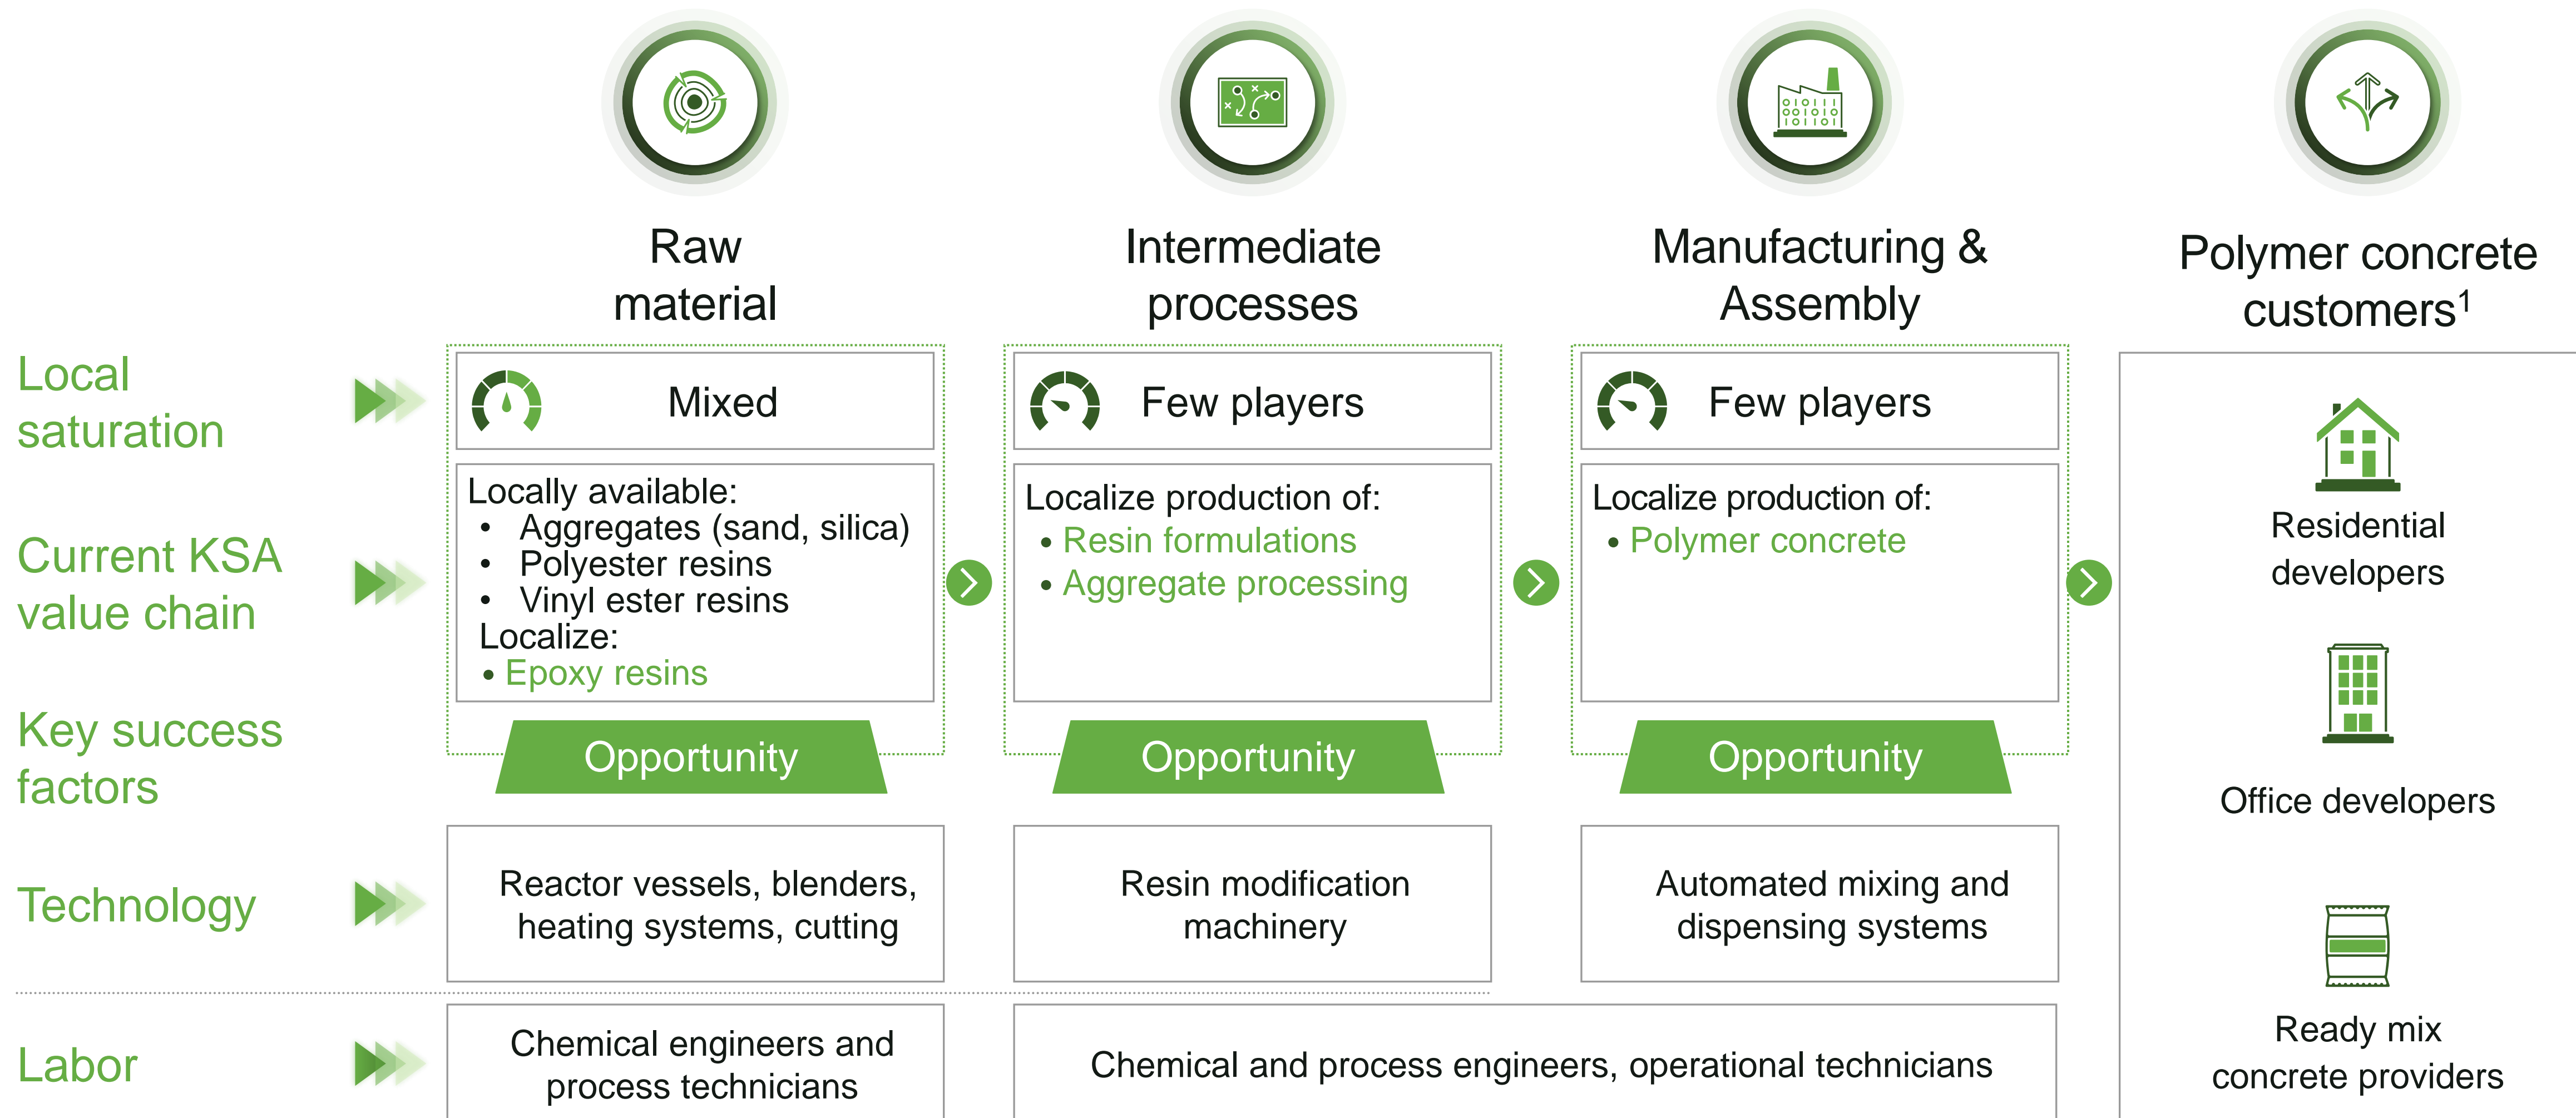 Raw
material
Intermediate
processes
Manufacturing &
Assembly
Polymer concrete
customers¹
Local
saturation
Mixed
Few players
Few players
Current KSA
value chain
Locally available:
• Aggregates (sand, silica)
• Polyester resins
• Vinyl ester resins
Localize:
• Epoxy resins
Localize production of:
• Resin formulations
• Aggregate processing
Localize production of:
• Polymer concrete
Key success
factors
Opportunity
Opportunity
Opportunity
Technology
Reactor vessels, blenders,
heating systems, cutting
Resin modification
machinery
Automated mixing and
dispensing systems
Labor
Chemical engineers and
process technicians
Chemical and process engineers, operational technicians
Residential
developers
Office developers
Ready mix
concrete providers